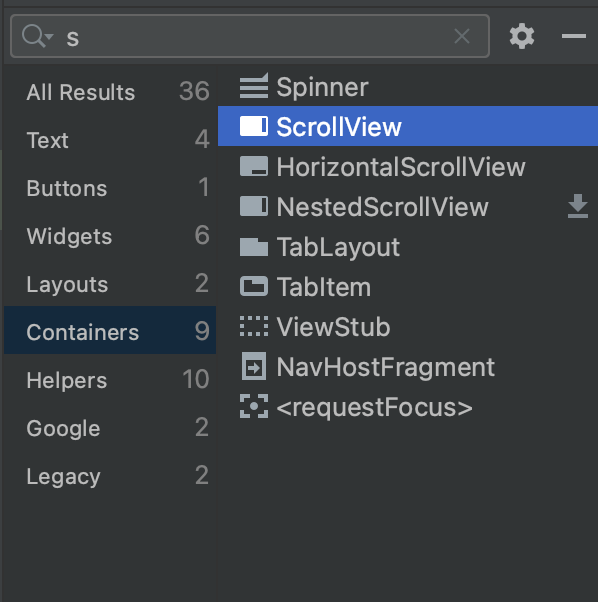 s
All Results 36
Text 4
Buttons 1
Widgets 6
Layouts 2
Containers 9
Helpers 10
Google 2
Legacy 2
Spinner
ScrollView
HorizontalScrollView
NestedScrollView
TabLayout
TabItem
ViewStub
NavHostFragment
<requestFocus>